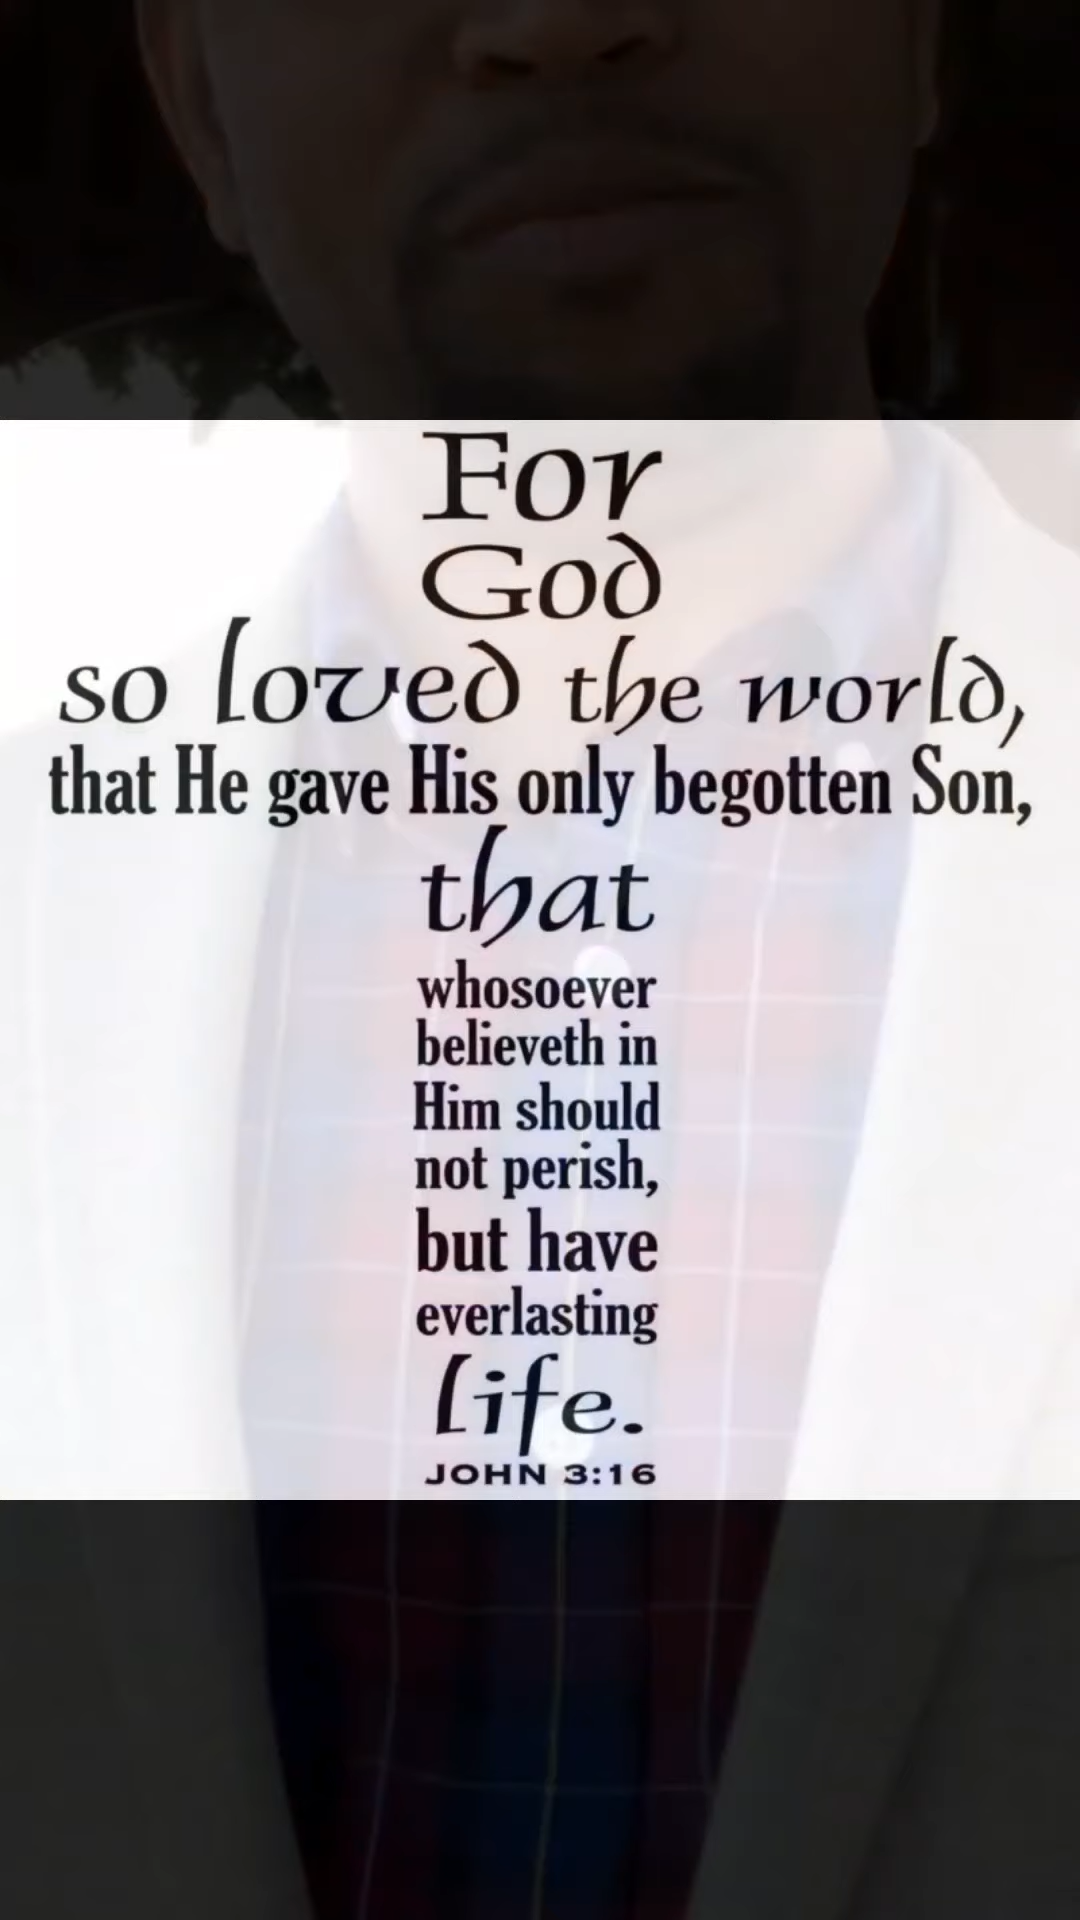 For
God
so loved the world,
that He gave His only begotten Son,
that
whosoever
believeth in
Him should
not perish,
but have
everlasting
life.
JOHN 3:16